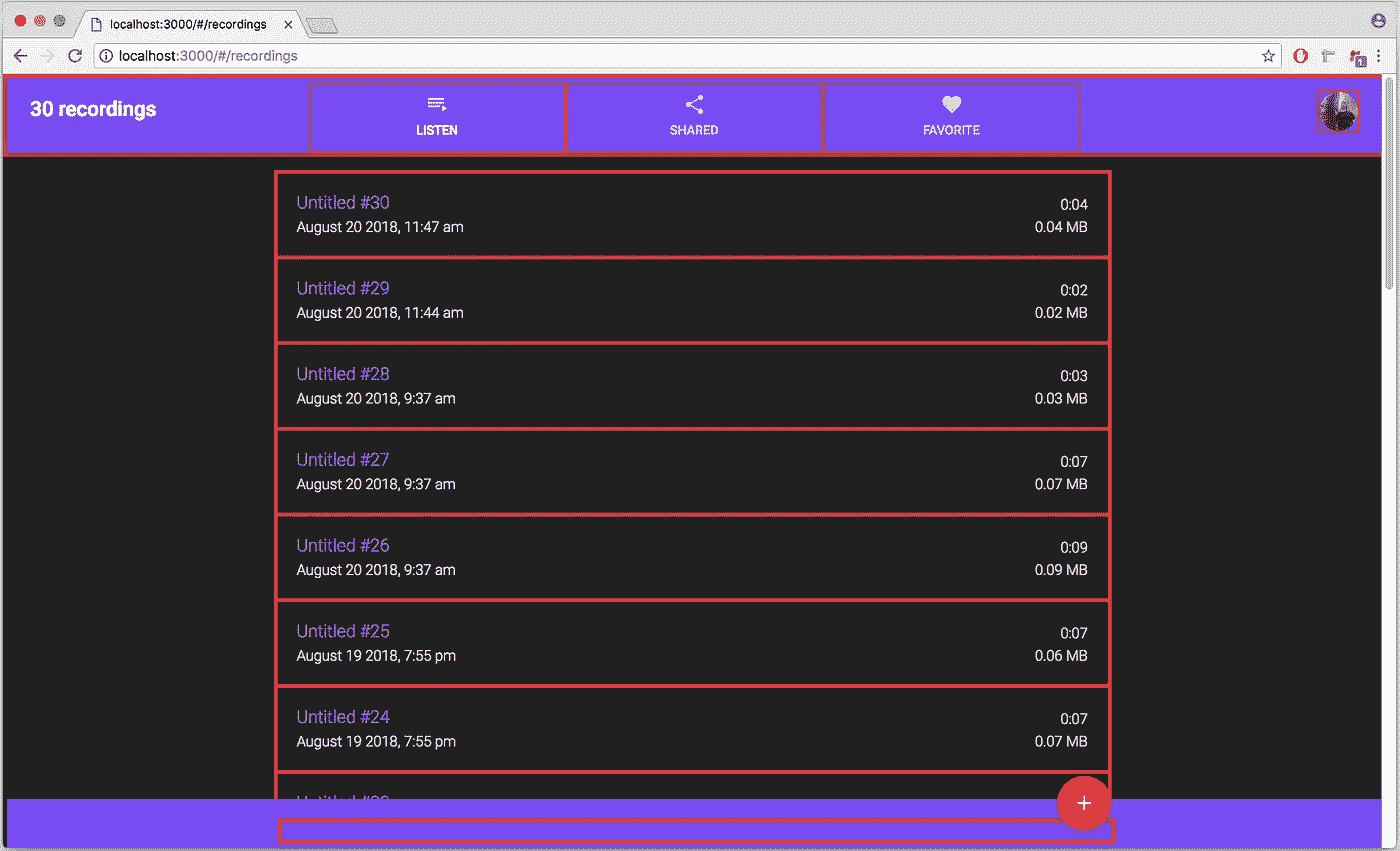 localhost:3000/#/recordings
localhost:3000/#/recordings
30 recordings
LISTEN
SHARED
FAVORITE
Untitled #30
0:04
August 20 2018, 11:47 am
0.04 MB
Untitled #29
0:02
August 20 2018, 11:44 am
0.02 MB
Untitled #28
0:03
August 20 2018, 9:37 am
0.03 MB
Untitled #27
0:07
August 20 2018, 9:37 am
0.07 MB
Untitled #26
0:09
August 20 2018, 9:37 am
0.09 MB
Untitled #25
0:07
August 19 2018, 7:55 pm
0.06 MB
Untitled #24
0:07
August 19 2018, 7:55 pm
0.07 MB